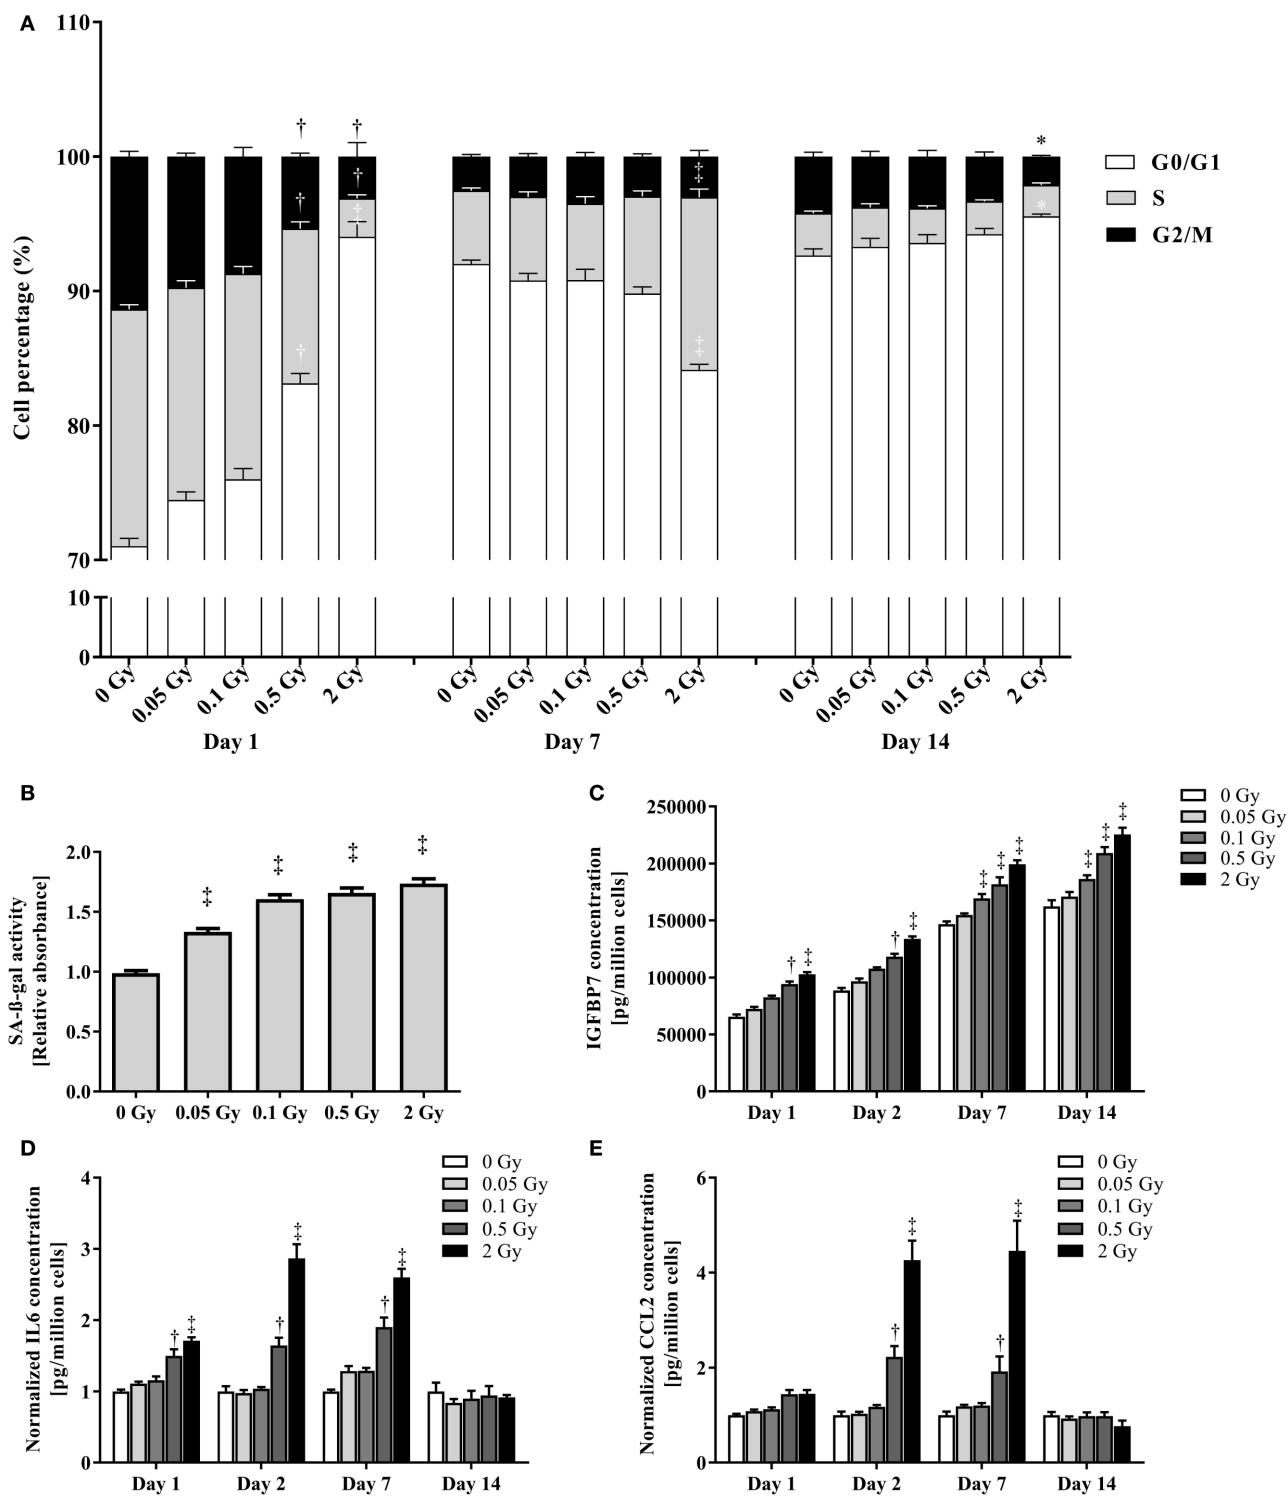 A
110
100
90
80
70
10
0
Cell percentage (%)
† †
†
†
‡
†
‡
‡
*
*
G0/G1
S
G2/M
0 Gy 0.05 Gy 0.1 Gy 0.5 Gy 2 Gy 0 Gy 0.05 Gy 0.1 Gy 0.5 Gy 2 Gy 0 Gy 0.05 Gy 0.1 Gy 0.5 Gy 2 Gy
Day 1 Day 7 Day 14
B
SA-ß-gal activity
[Relative absorbance]
2.0
1.5
1.0
0.5
0.0
‡ ‡ ‡ ‡
0 Gy 0.05 Gy 0.1 Gy 0.5 Gy 2 Gy
C
IGFBP7 concentration
[pg/million cells]
250000
200000
150000
100000
50000
0
† ‡ † ‡ ‡ ‡ ‡ ‡ ‡ ‡
Day 1 Day 2 Day 7 Day 14
0 Gy
0.05 Gy
0.1 Gy
0.5 Gy
2 Gy
D
Normalized IL6 concentration
[pg/million cells]
4
3
2
1
0
† ‡ † ‡ † ‡
Day 1 Day 2 Day 7 Day 14
0 Gy
0.05 Gy
0.1 Gy
0.5 Gy
2 Gy
E
Normalized CCL2 concentration
[pg/million cells]
6
4
2
0
† ‡ † ‡
Day 1 Day 2 Day 7 Day 14
0 Gy
0.05 Gy
0.1 Gy
0.5 Gy
2 Gy